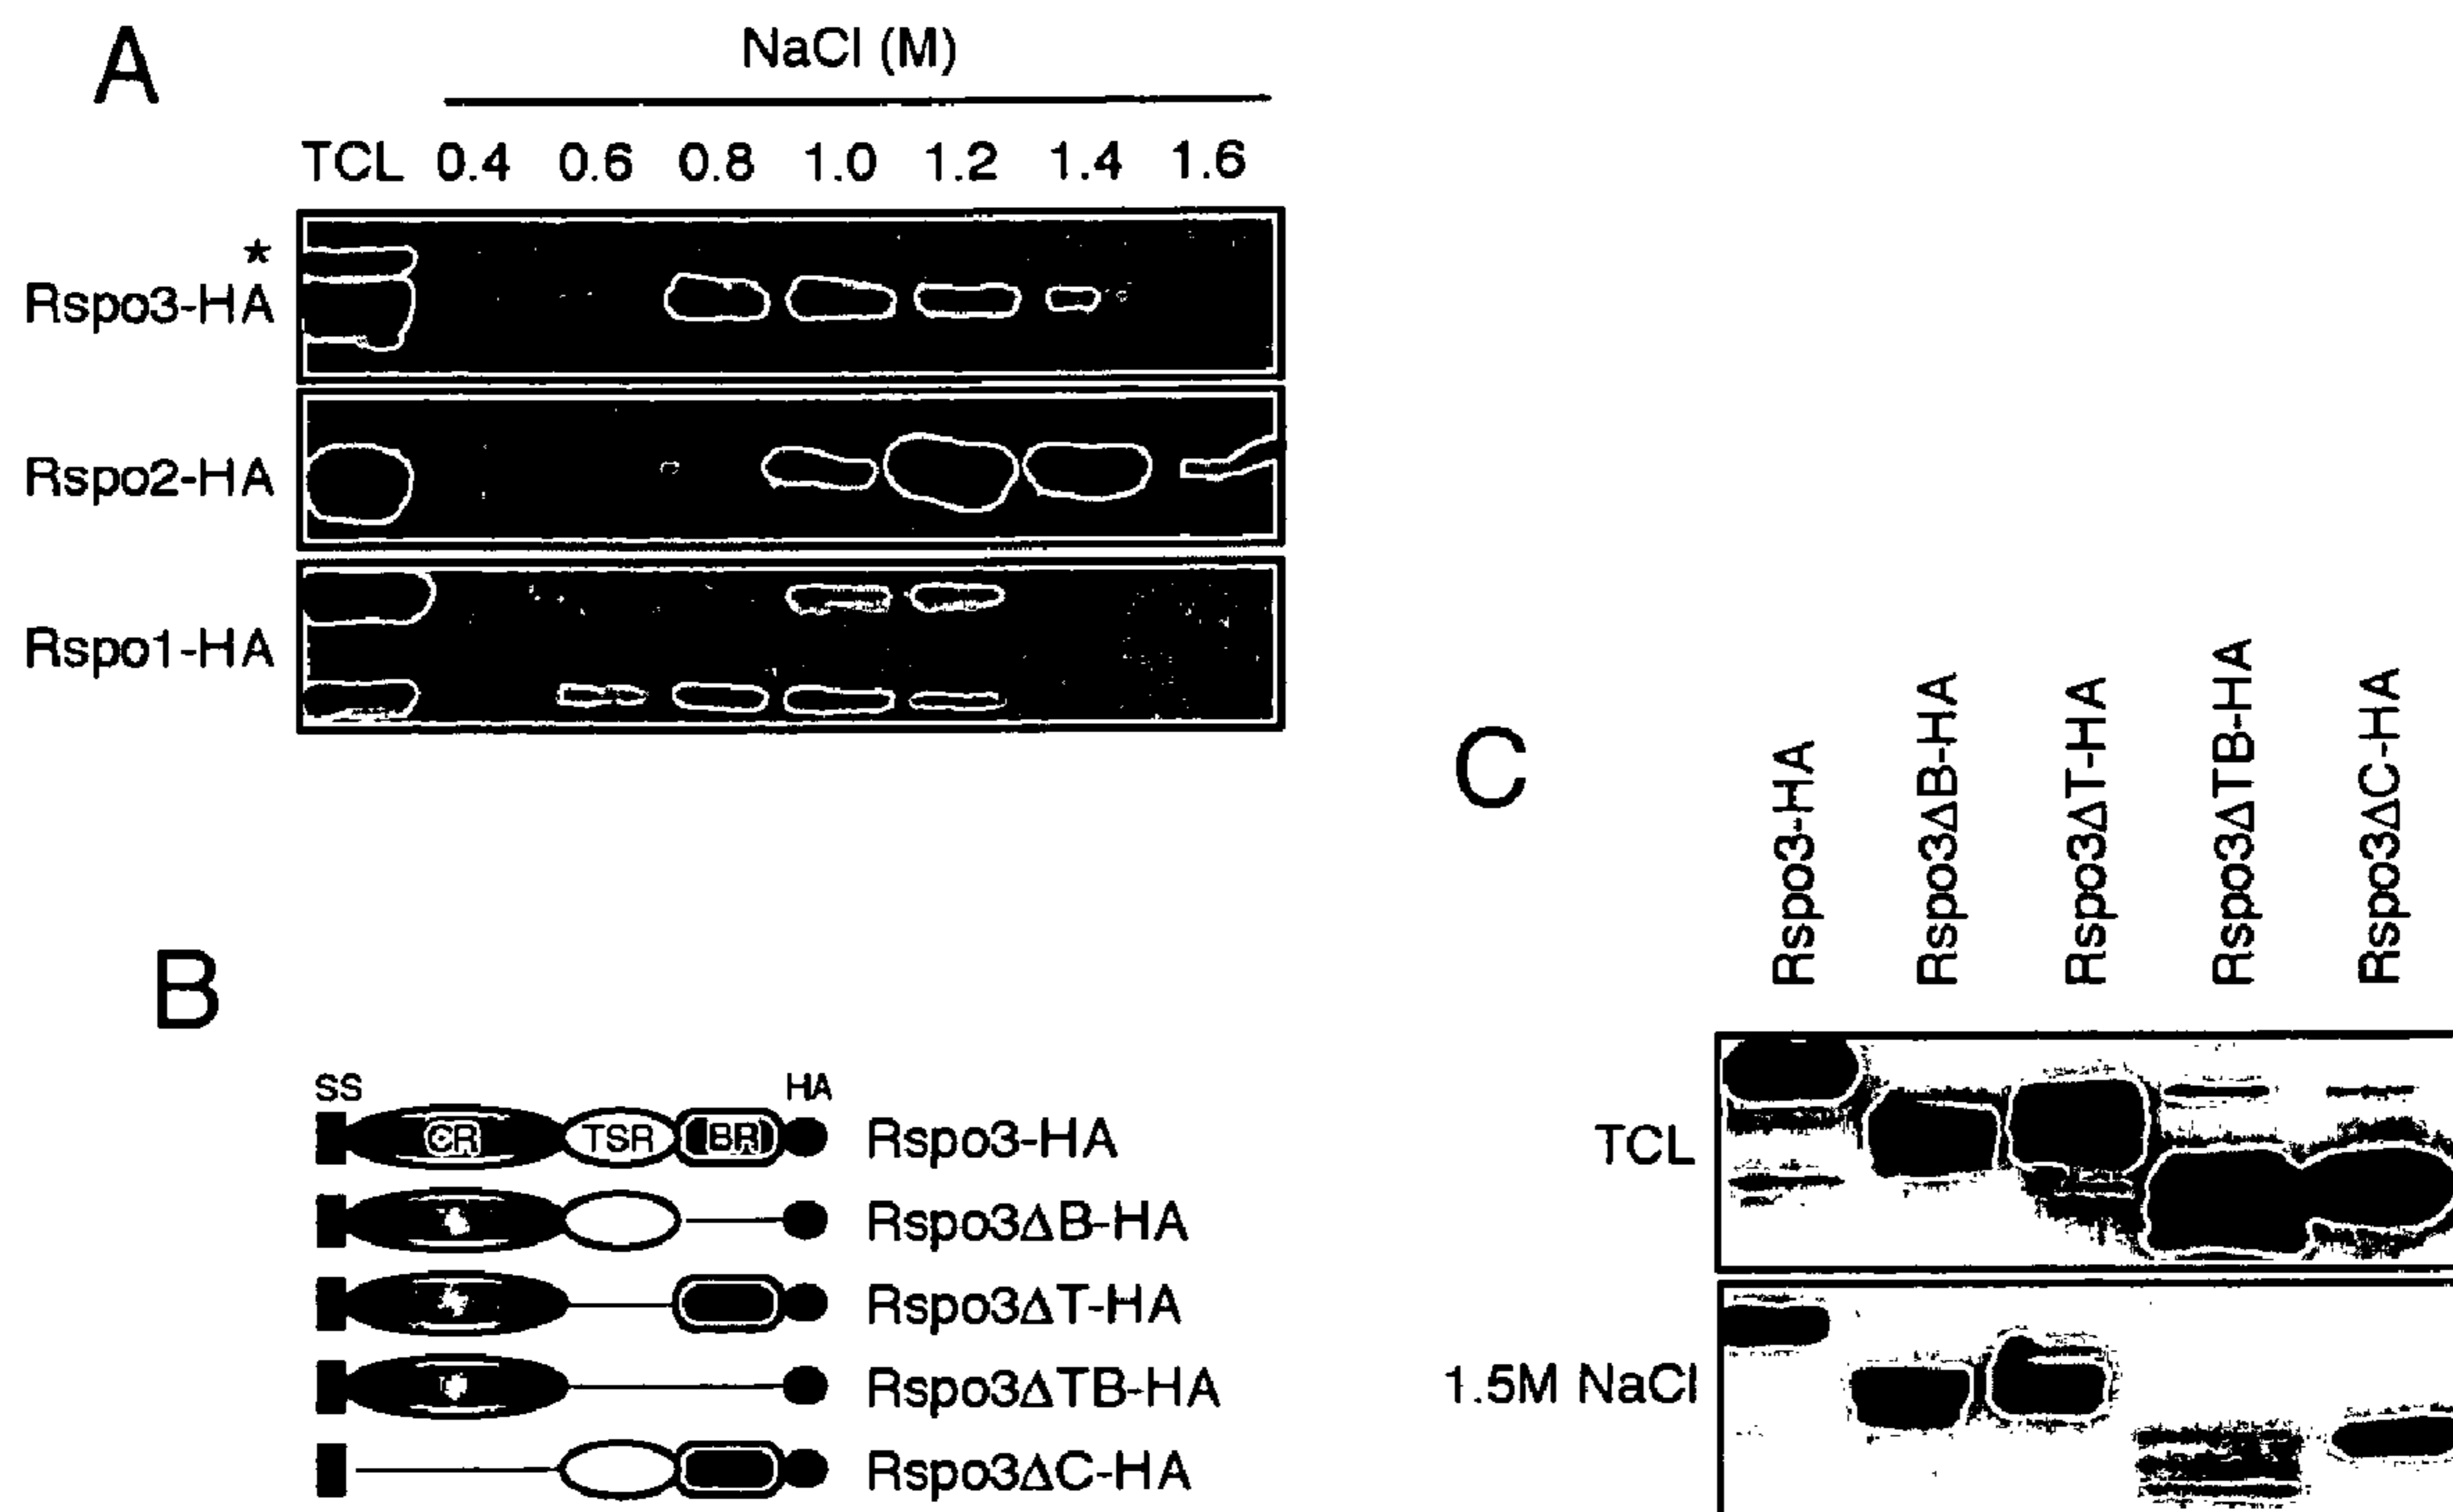 A
NaCl (M)
TCL 0.4 0.6 0.8 1.0 1.2 1.4 1.6
*
Rspo3-HA
Rspo2-HA
Rspo1-HA
B
SS HA
CR TSR BR Rspo3-HA
Rspo3ΔB-HA
Rspo3ΔT-HA
Rspo3ΔTB-HA
Rspo3ΔC-HA
C
Rspo3-HA
Rspo3ΔB-HA
Rspo3ΔT-HA
Rspo3ΔTB-HA
Rspo3ΔC-HA
TCL
1.5M NaCl